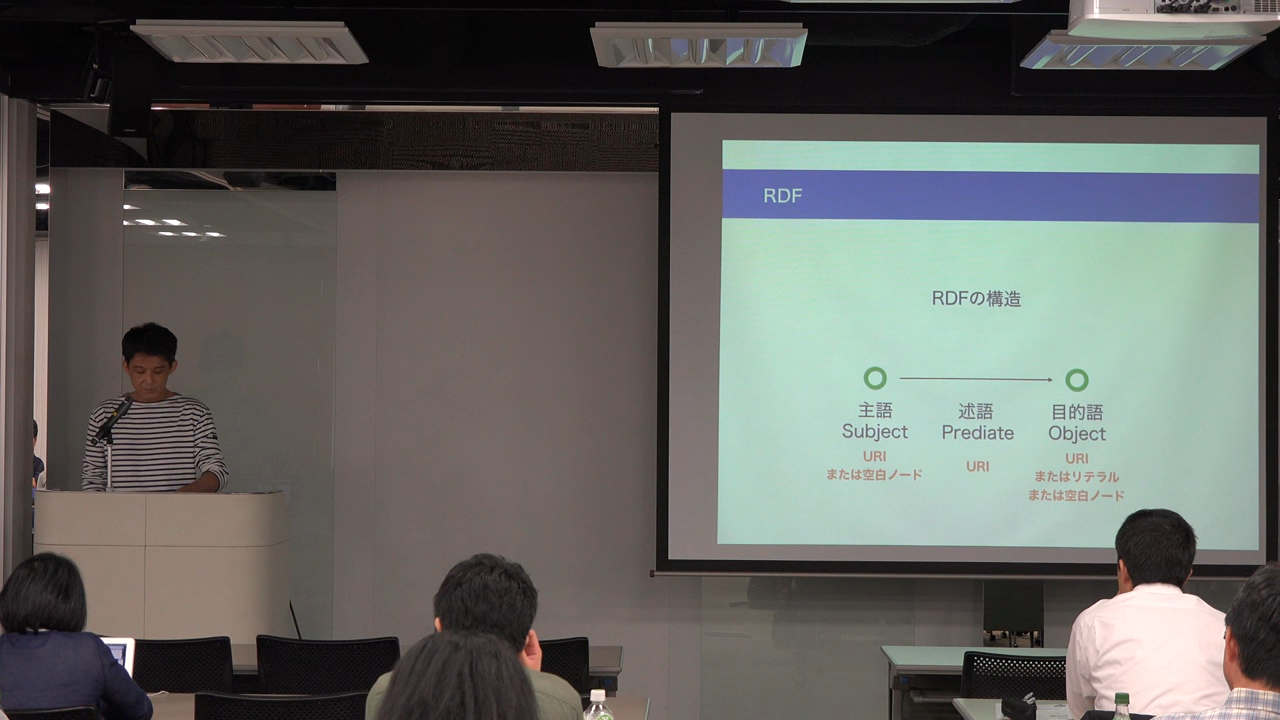 RDF
RDFの構造
主語
Subject
URI
または空白ノード
述語
Prediate
URI
目的語
Object
URI
またはリテラル
または空白ノード